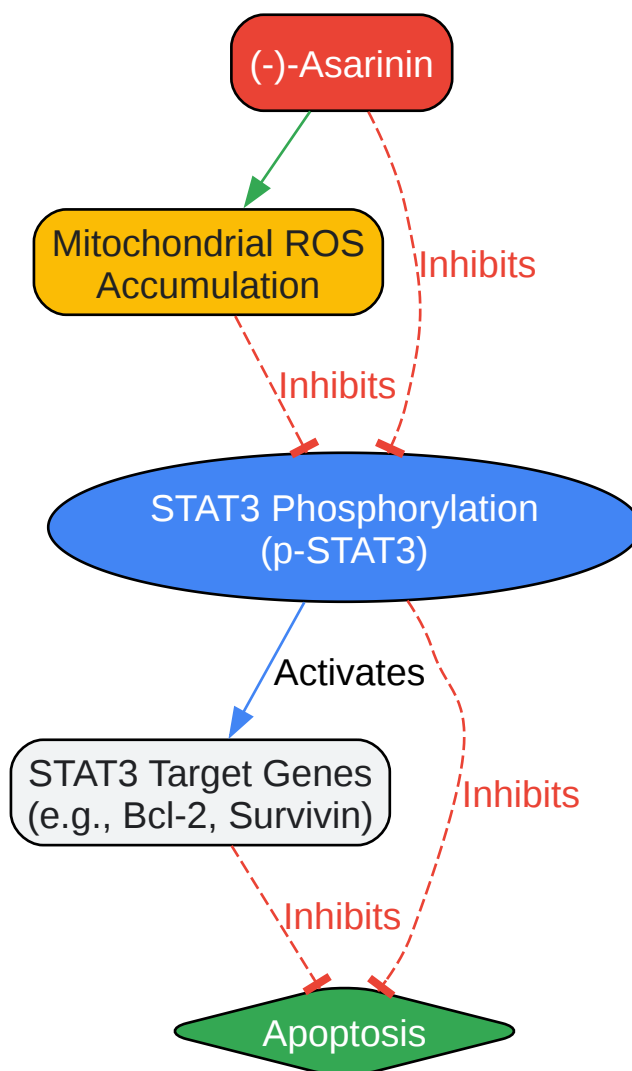 (-)-Asarinin
Mitochondrial ROS
Accumulation
Inhibits
Inhibits
STAT3 Phosphorylation
(p-STAT3)
Activates
STAT3 Target Genes
(e.g., Bcl-2, Survivin)
Inhibits
Inhibits
Apoptosis